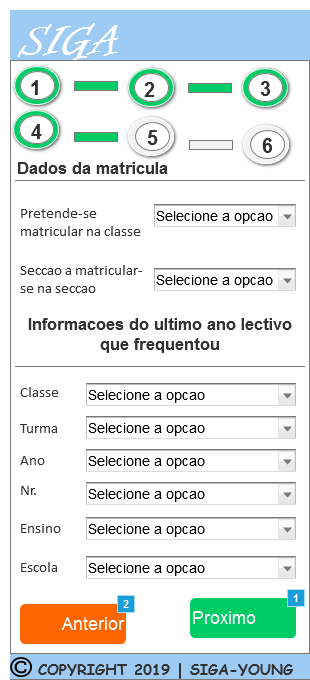 SIGA
1 2 3
4 5 6
Dados da matricula
Pretende-se
matricular na classe
Selecione a opcao
Seccao a matricular-
se na seccao
Selecione a opcao
Informacoes do ultimo ano lectivo
que frequentou
Classe Selecione a opcao
Turma Selecione a opcao
Ano Selecione a opcao
Nr. Selecione a opcao
Ensino Selecione a opcao
Escola Selecione a opcao
2 1
Anterior Proximo
© COPYRIGHT 2019 | SIGA-YOUNG